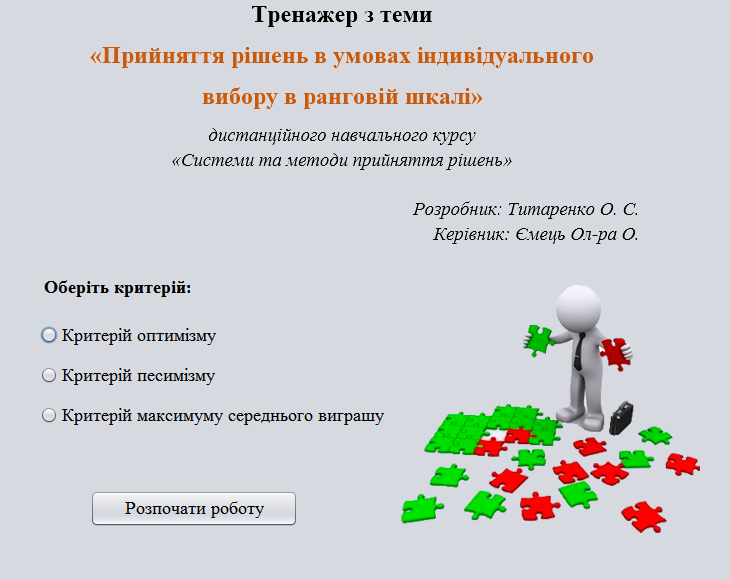 Тренажер з теми
«Прийняття рішень в умовах індивідуального
вибору в ранговій шкалі»
дистанційного навчального курсу
«Системи та методи прийняття рішень»
Розробник: Титаренко О. С.
Керівник: Ємець Ол-ра О.
Оберіть критерій:
Критерій оптимізму
Критерій песимізму
Критерій максимуму середнього виграшу
Розпочати роботу